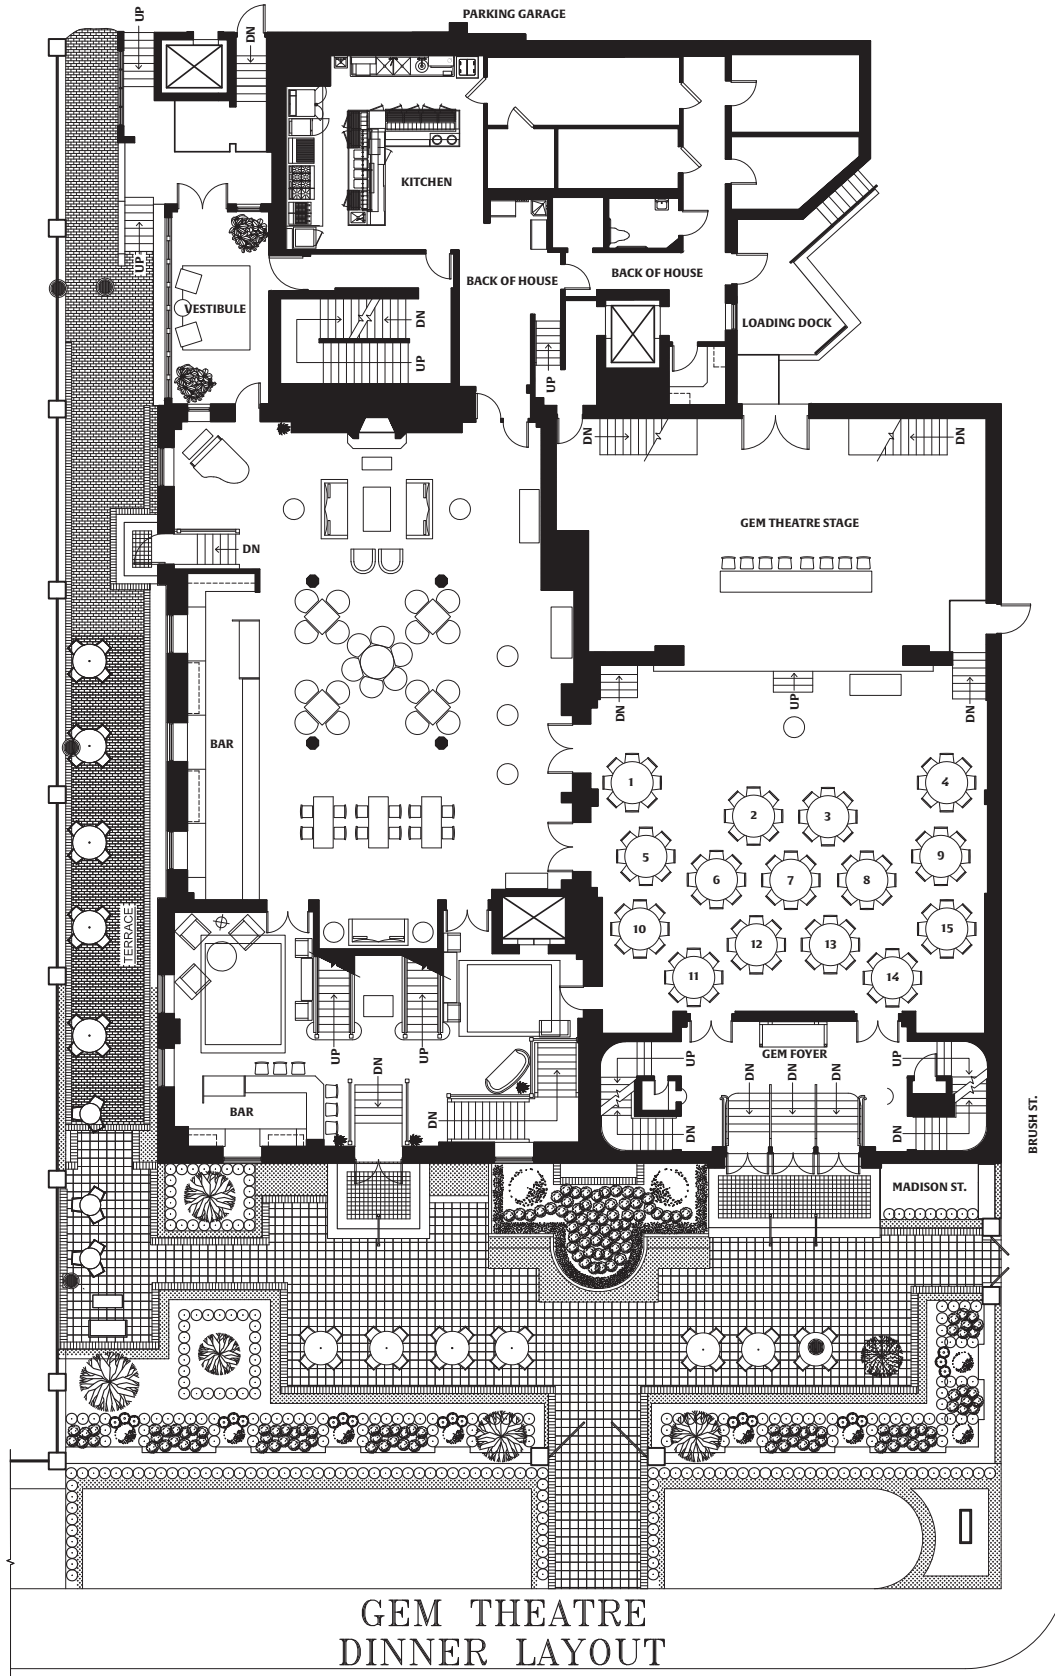 PARKING GARAGE
UP
DN
KITCHEN
UP
BACK OF HOUSE
BACK OF HOUSE
VESTIBULE
DN
LOADING DOCK
DN
UP
UP
DN
DN
GEM THEATRE STAGE
DN
UP
DN
DN
BAR
1
4
2
3
5
9
6
7
8
10
15
12
13
11
14
TERRACE
UP
UP
DN
GEM FOYER
UP
UP
DN
DN
DN
BAR
DN
DN
DN
BRUSH ST.
MADISON ST.
GEM THEATRE
DINNER LAYOUT